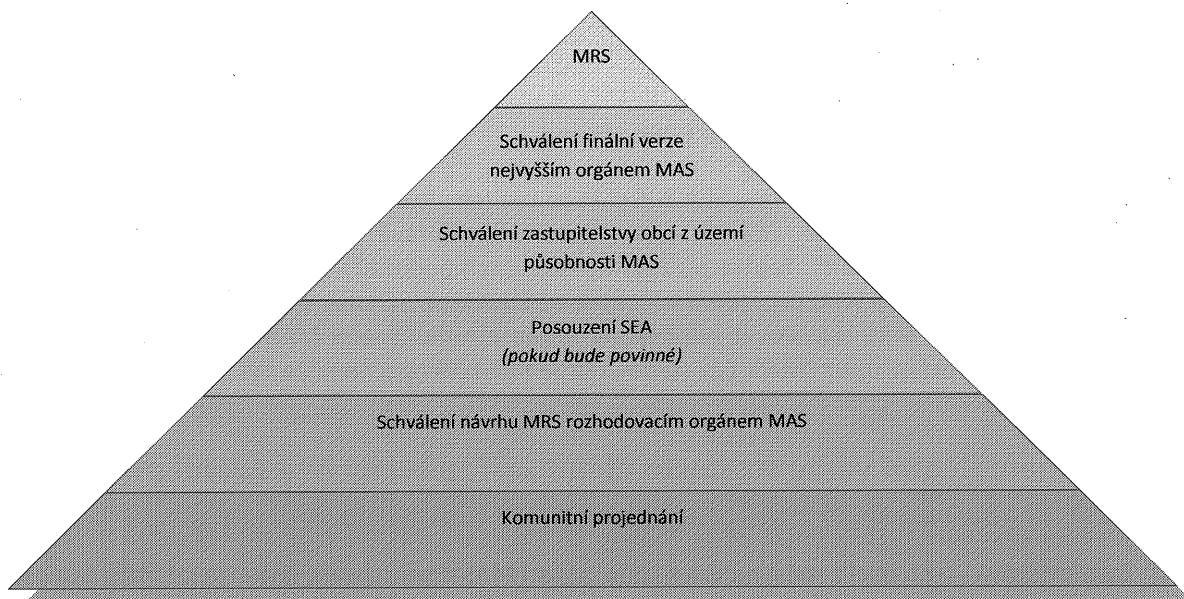 MRS
Schválení finální verze
nejvyšším orgánem MAS
Schválení zastupitelstvy obcí z území
působnosti MAS
Posouzení SEA
(pokud bude povinné)
Schválení návrhu MRS rozhodovacím orgánem MAS
Komunitní projednání